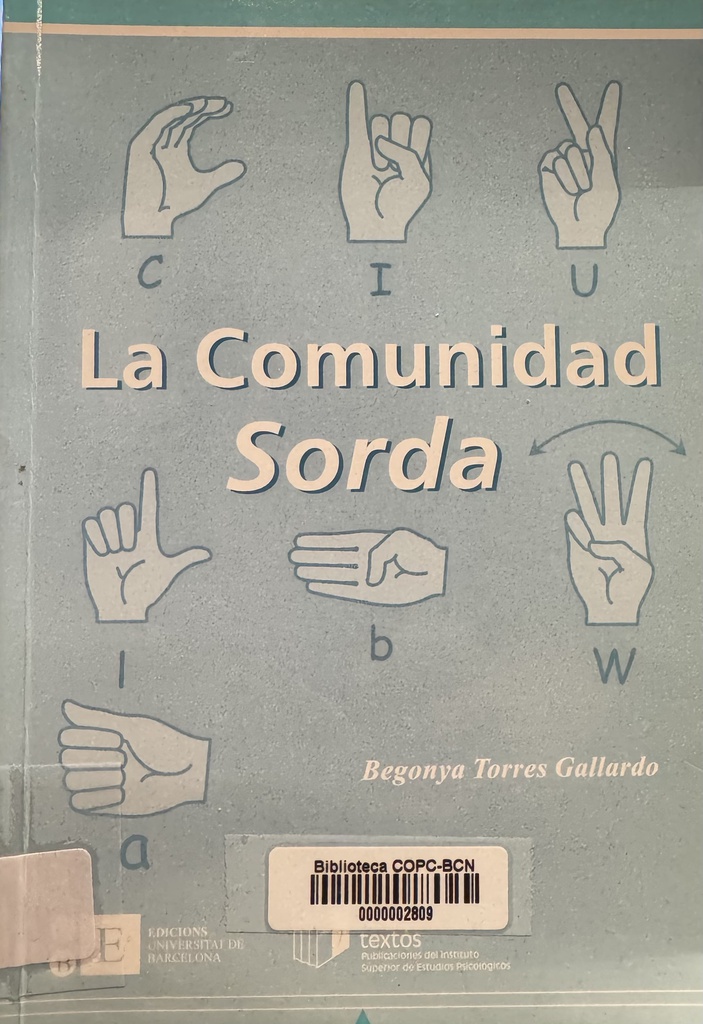 C I U
La Comunidad
Sorda
l b W
Begonya Torres Gallardo
a
Biblioteca COPC-BCN
0000002809
EDICIONS
UNIVERSITAT DE
BARCELONA
textos
Publicaciones del Instituto
Superior de Estudios Psicológicos